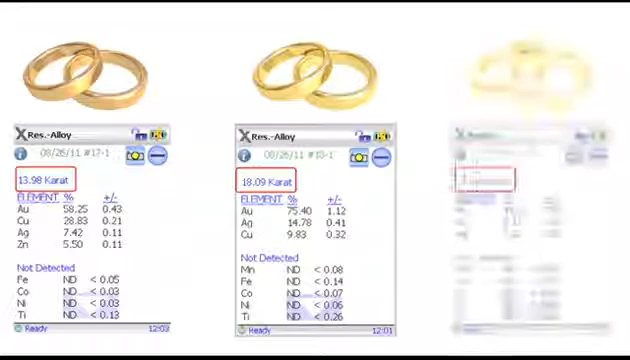 Res.-Alloy
08/26/11 #17-1
13.98 Karat
ELEMENT % +/-
Au 58.25 0.43
Cu 28.83 0.21
Ag 7.42 0.11
Zn 5.50 0.11
Not Detected
Fe ND < 0.05
Co ND < 0.03
Ni ND < 0.03
Ti ND < 0.13
Ready 12:03
Res.-Alloy
08/26/11 #13-1
18.09 Karat
ELEMENT % +/-
Au 75.40 1.12
Ag 14.78 0.41
Cu 9.83 0.32
Not Detected
Mn ND < 0.08
Fe ND < 0.14
Co ND < 0.07
Ni ND < 0.06
Ti ND < 0.26
Ready 12:01